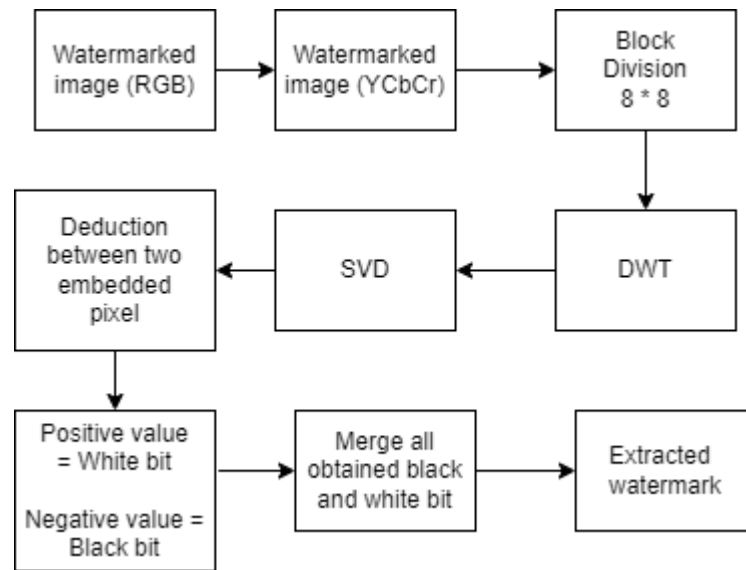 Watermarked
image (RGB)
Watermarked
image (YCbCr)
Block
Division
8 * 8
DWT
SVD
Deduction
between two
embedded
pixel
Positive value
= White bit
Negative value =
Black bit
Merge all
obtained black
and white bit
Extracted
watermark